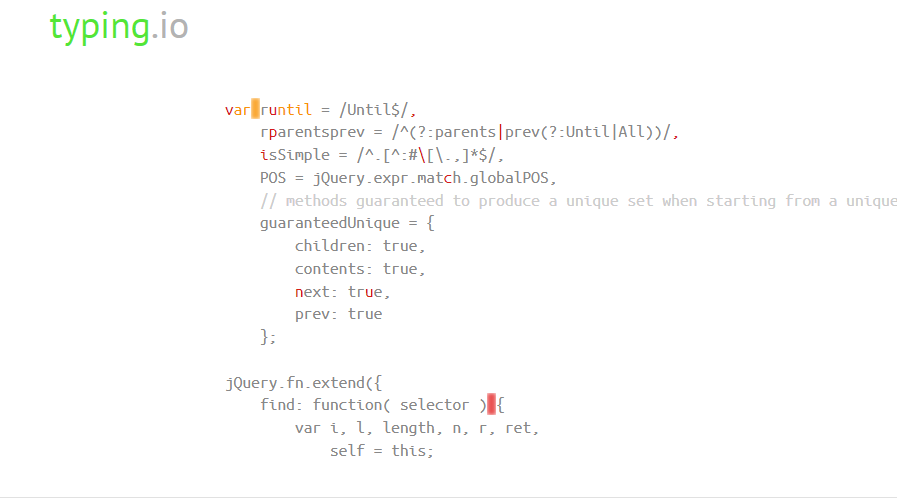 typing.io
var runtil = /Until$/,
    rparentsprev = /^(?:parents|prev(?:Until|All))/,
    isSimple = /^.[^:#\[\.,]*$/,
    POS = jQuery.expr.match.globalPOS,
    // methods guaranteed to produce a unique set when starting from a unique
    guaranteedUnique = {
        children: true,
        contents: true,
        next: true,
        prev: true
    };
jQuery.fn.extend({
    find: function( selector ) {
        var i, l, length, n, r, ret,
            self = this;